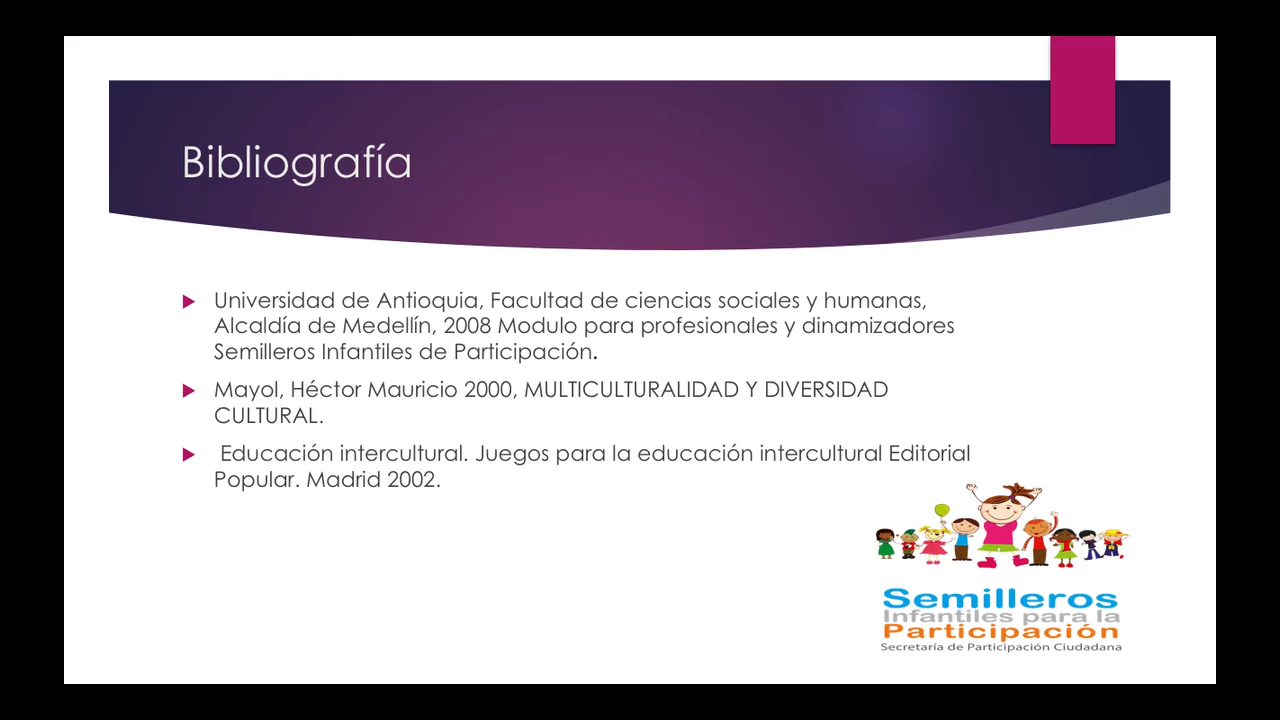 Bibliografía
Universidad de Antioquia, Facultad de ciencias sociales y humanas,
Alcaldía de Medellín, 2008 Modulo para profesionales y dinamizadores
Semilleros Infantiles de Participación.
Mayol, Héctor Mauricio 2000, MULTICULTURALIDAD Y DIVERSIDAD
CULTURAL.
Educación intercultural. Juegos para la educación intercultural Editorial
Popular. Madrid 2002.
Semilleros
Infantiles para la
Participación
Secretaría de Participación Ciudadana